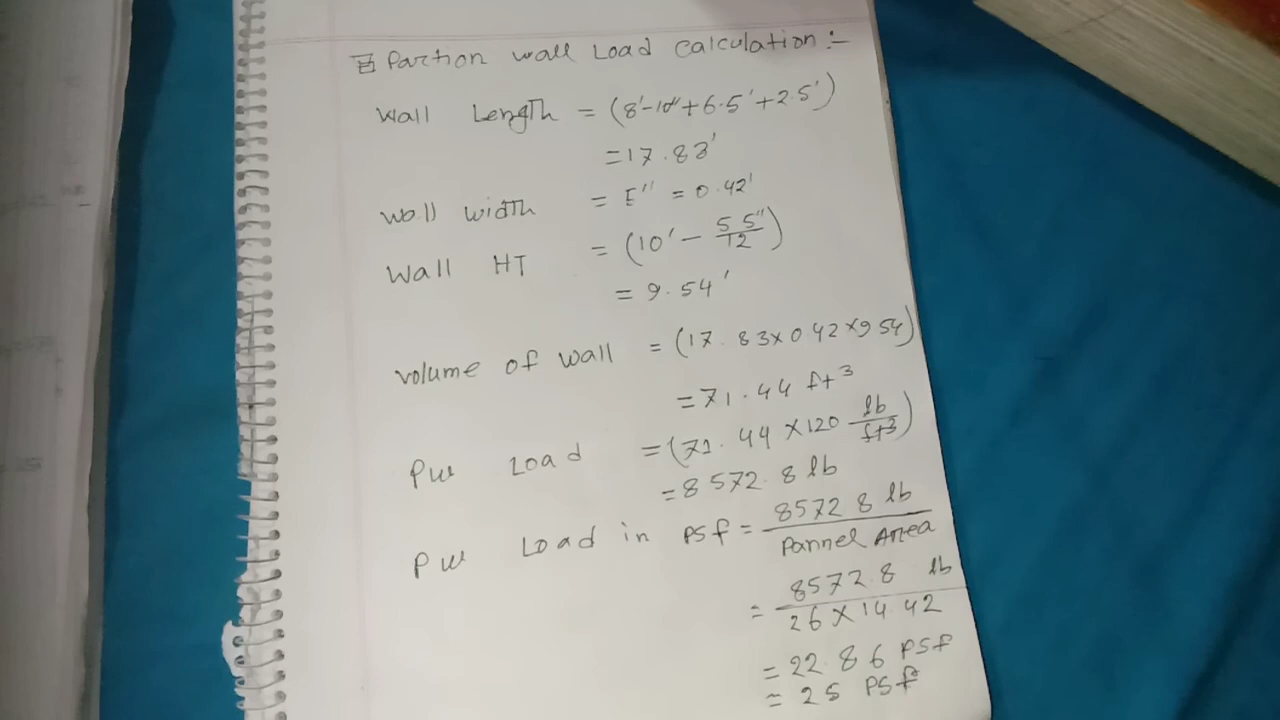 Partion wall Load calculation :-
Wall Length = (8'-10"+6.5'+2.5')
=17.83'
Wall width = 5" = 0.42'
Wall HT = (10' - 5.5"/12)
= 9.54'
volume of wall = (17.83x0.42x9.54)
=71.44 ft3
Pw Load =(71.44 X120 lb/ft3)
=8572.8 lb
Pw Load in PSf = 8572.8 lb/Pannel Area
= 8572.8 lb/26 X 14.42
= 22.86 PSf
= 25 PSf